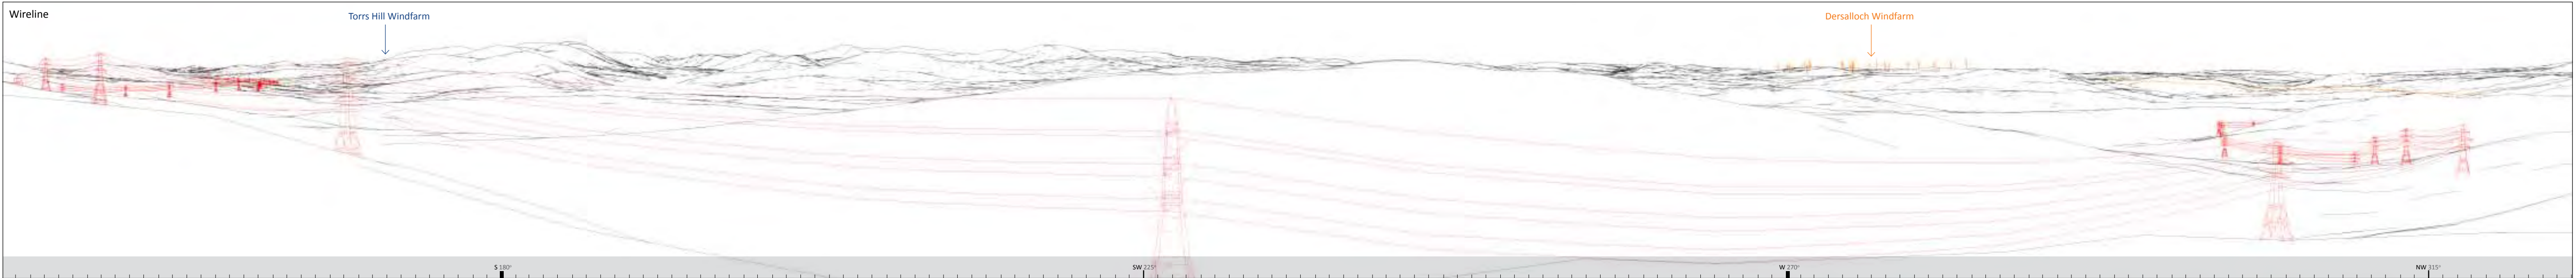 Wireline
Torrs Hill Windfarm
Dersalloch Windfarm
S 180°
SW 225°
W 270°
NW 315°